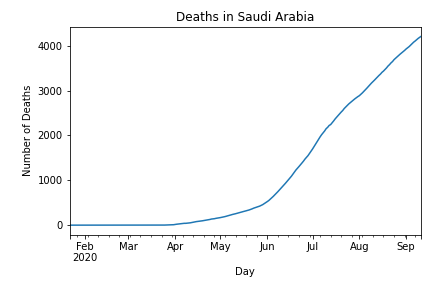 Deaths in Saudi Arabia
Number of Deaths
4000
3000
2000
1000
0
Feb Mar Apr May Jun Jul Aug Sep
2020
Day